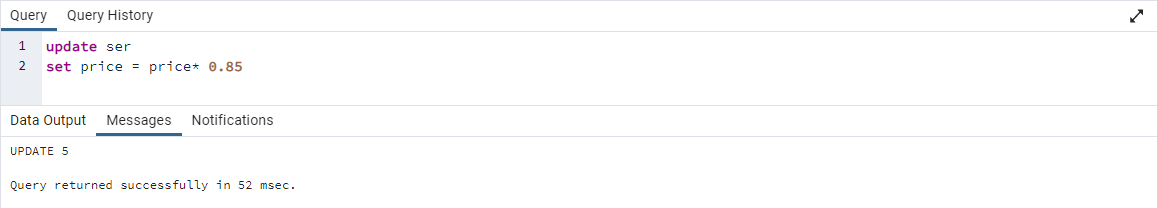 Query Query History
1 update ser
2 set price = price* 0.85
Data Output Messages Notifications
UPDATE 5
Query returned successfully in 52 msec.